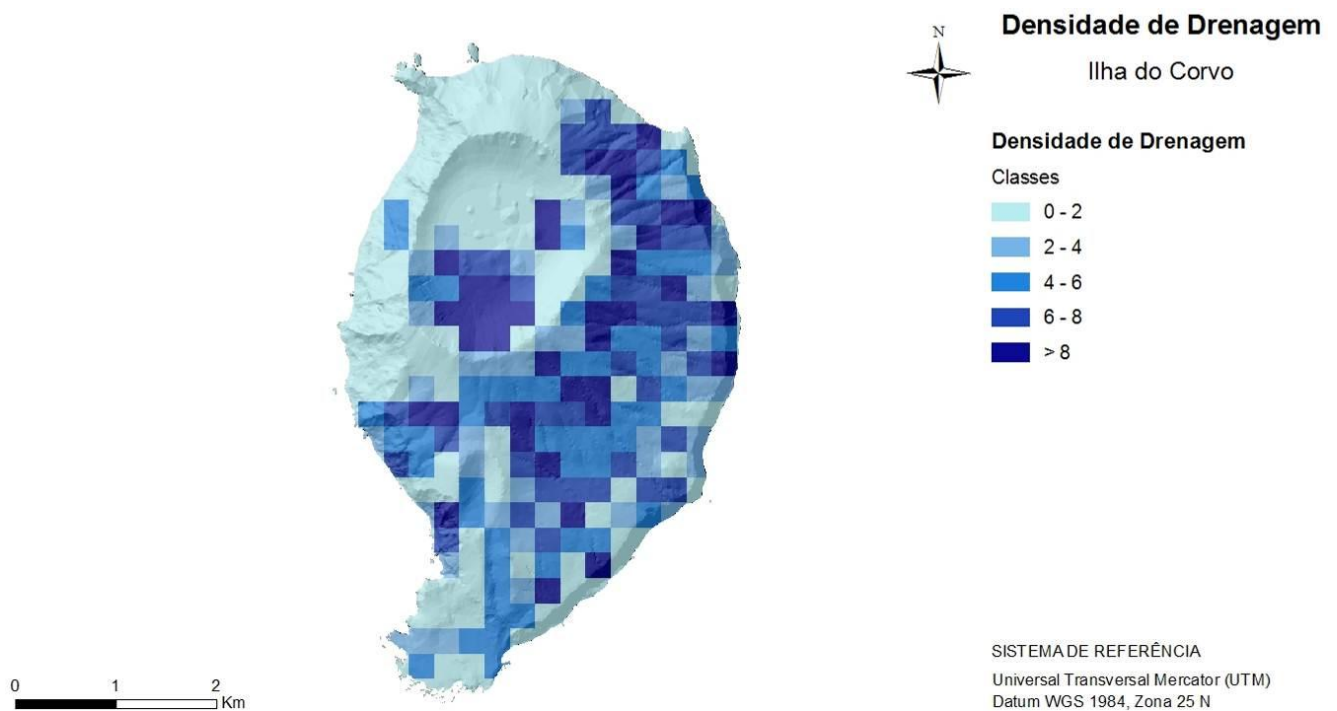 N
Densidade de Drenagem
Ilha do Corvo
Densidade de Drenagem
Classes
0 - 2
2 - 4
4 - 6
6 - 8
> 8
SISTEMA DE REFERÊNCIA
Universal Transversal Mercator (UTM)
Datum WGS 1984, Zona 25 N
0 1 2
Km